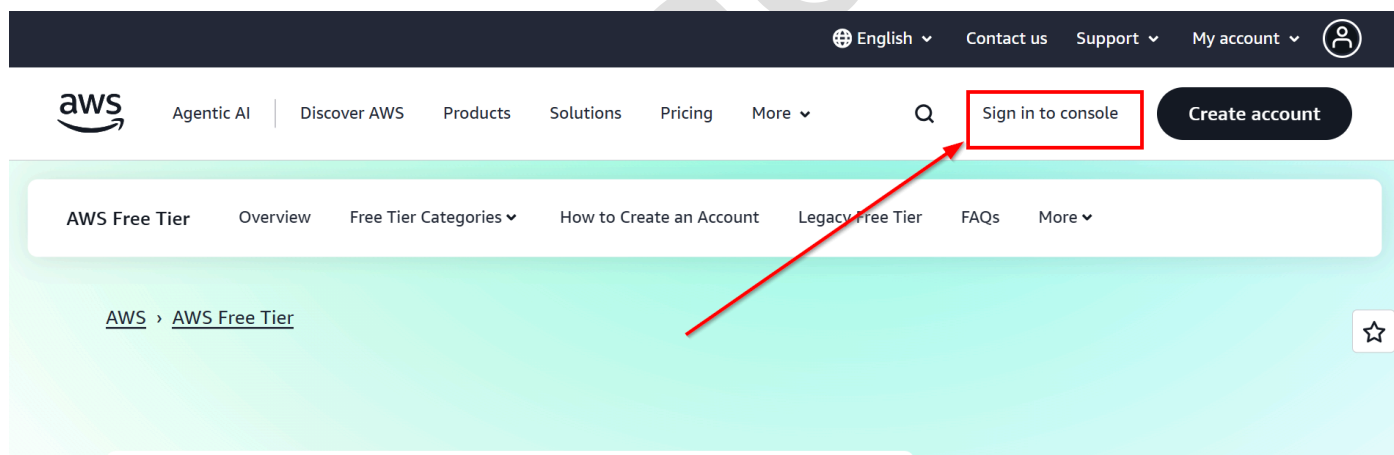 English Contact us Support My account
aws Agentic AI Discover AWS Products Solutions Pricing More Sign in to console Create account
AWS Free Tier Overview Free Tier Categories How to Create an Account Legacy Free Tier FAQs More
AWS › AWS Free Tier